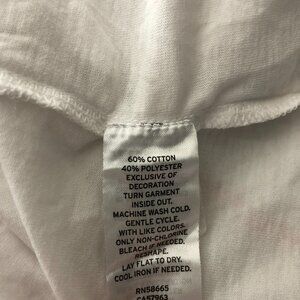 60% COTTON
40% POLYESTER
EXCLUSIVE OF
DECORATION
TURN GARMENT
INSIDE OUT.
MACHINE WASH COLD.
GENTLE CYCLE.
WITH LIKE COLORS.
ONLY NON-CHLORINE
BLEACH IF NEEDED.
RESHAPE.
LAY FLAT TO DRY.
COOL IRON IF NEEDED.
RN58665
CA57963